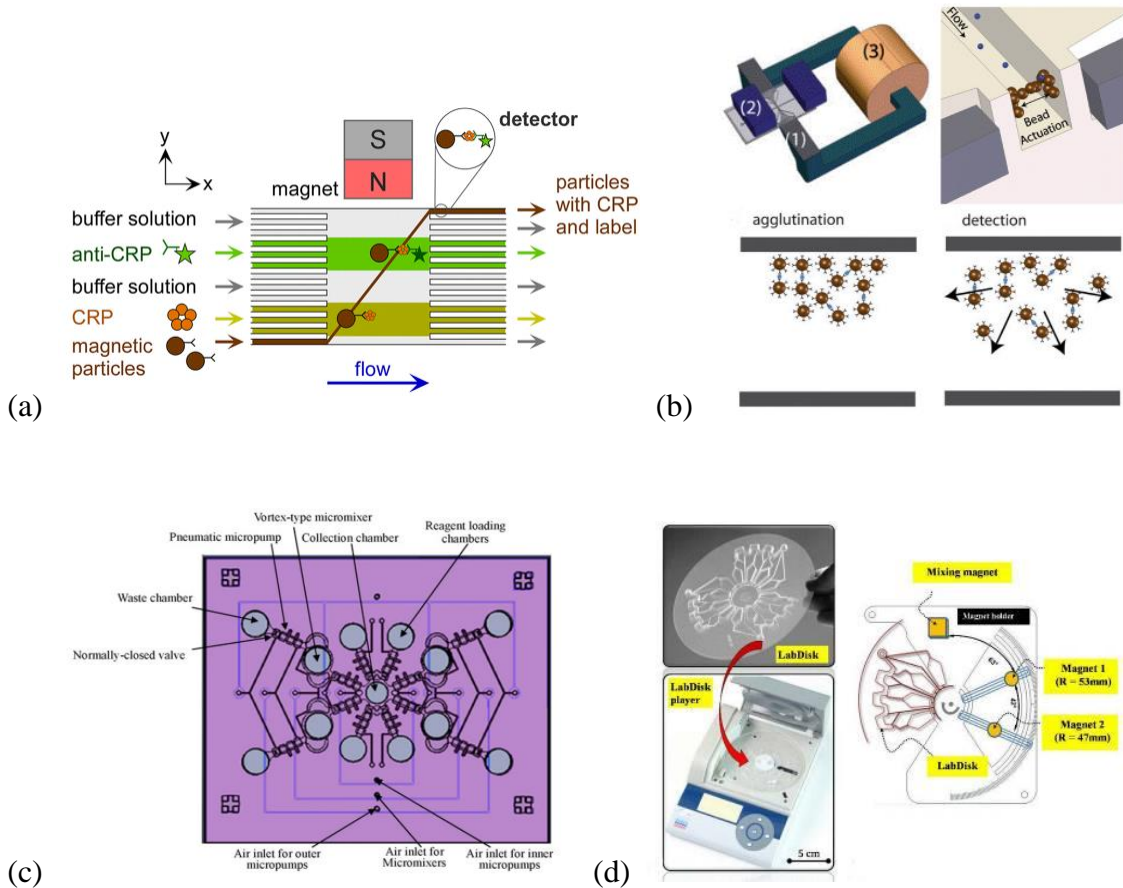 y
x
S
N
magnet
detector
buffer solution
anti-CRP
buffer solution
CRP
magnetic
particles
particles
with CRP
and label
flow
(a)
(1)
(2)
(3)
Flow
Bead
Actuation
agglutination
detection
(b)
Vortex-type micromixer
Pneumatic micropump
Collection chamber
Reagent loading
chambers
Waste chamber
Normally-closed valve
Air inlet for outer
micropumps
Air inlet for
Micromixers
Air inlet for inner
micropumps
(c)
LabDisk
LabDisk
player
5 cm
Mixing magnet
Magnet holder
63°
Magnet 1
(R = 53mm)
Magnet 2
(R = 47mm)
LabDisk
(d)